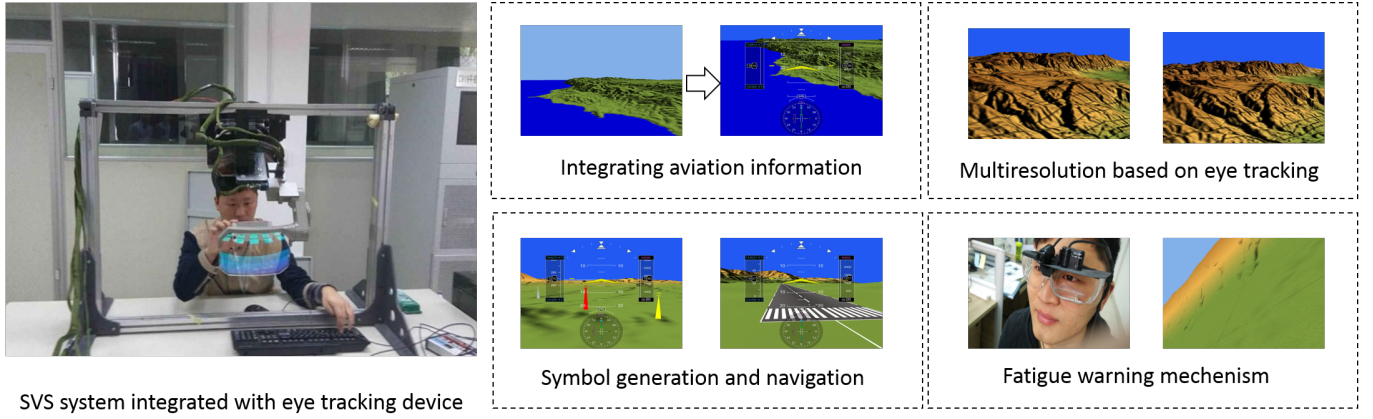 Integrating aviation information
Multiresolution based on eye tracking
Symbol generation and navigation
Fatigue warning mechenism
SVS system integrated with eye tracking device